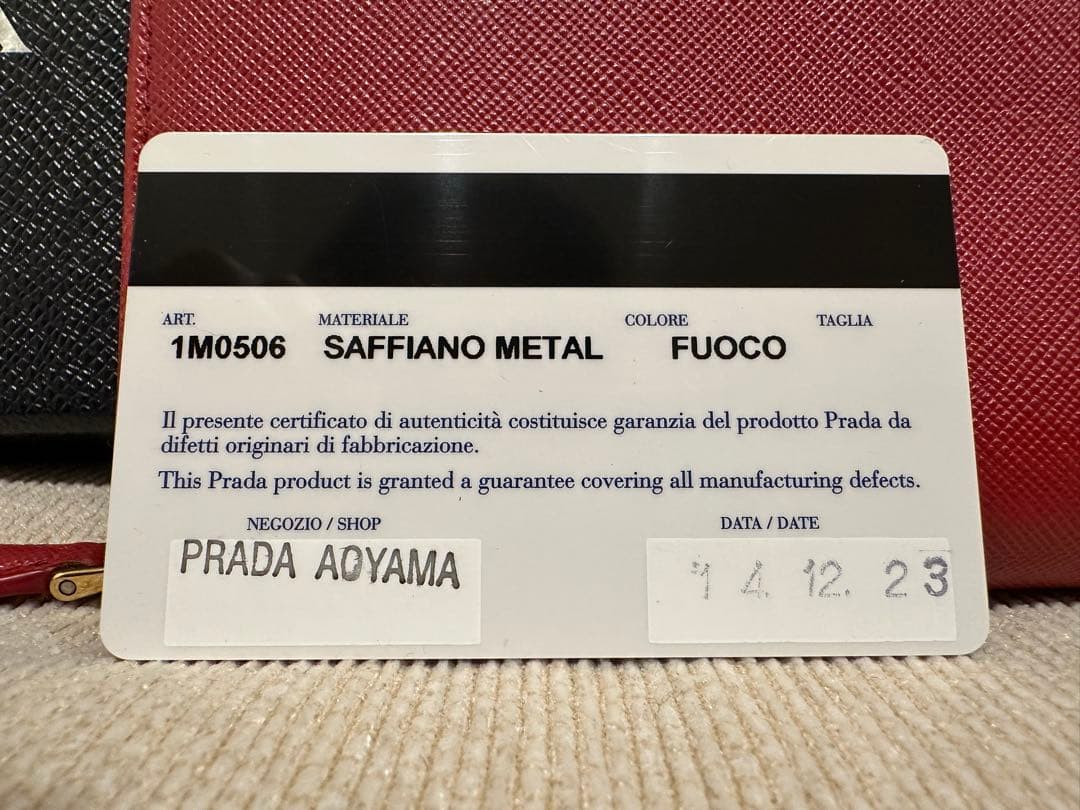 ART. MATERIALE COLORE TAGLIA
1M0506 SAFFIANO METAL FUOCO
Il presente certificato di autenticità costituisce garanzia del prodotto Prada da
difetti originari di fabbricazione.
This Prada product is granted a guarantee covering all manufacturing defects.
NEGOZIO / SHOP DATA / DATE
PRADA AOYAMA 14. 12. 23